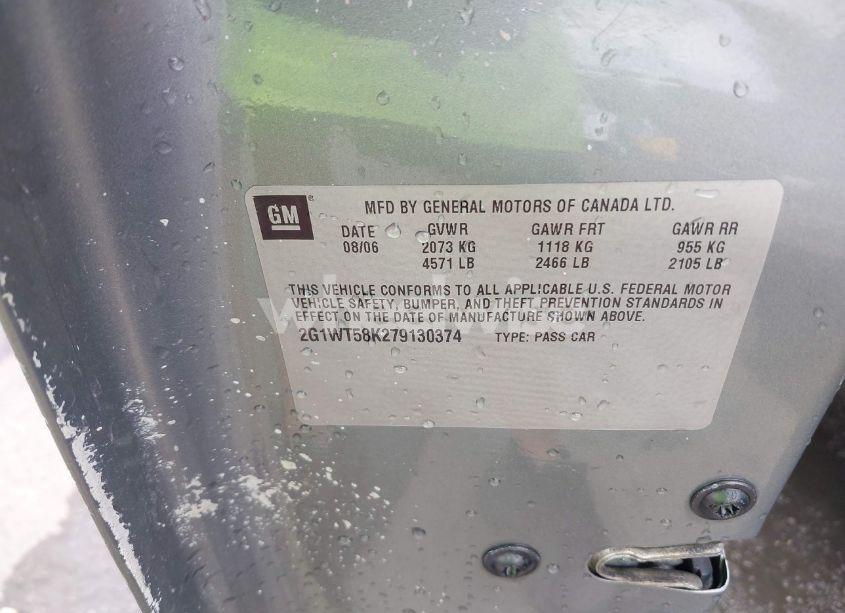 GM
MFD BY GENERAL MOTORS OF CANADA LTD.
DATE GVWR GAWR FRT GAWR RR
08/06 2073 KG 1118 KG 955 KG
4571 LB 2466 LB 2105 LB
THIS VEHICLE CONFORMS TO ALL APPLICABLE U.S. FEDERAL MOTOR
VEHICLE SAFETY, BUMPER, AND THEFT PREVENTION STANDARDS IN
EFFECT ON THE DATE OF MANUFACTURE SHOWN ABOVE.
2G1WT58K279130374 TYPE: PASS CAR